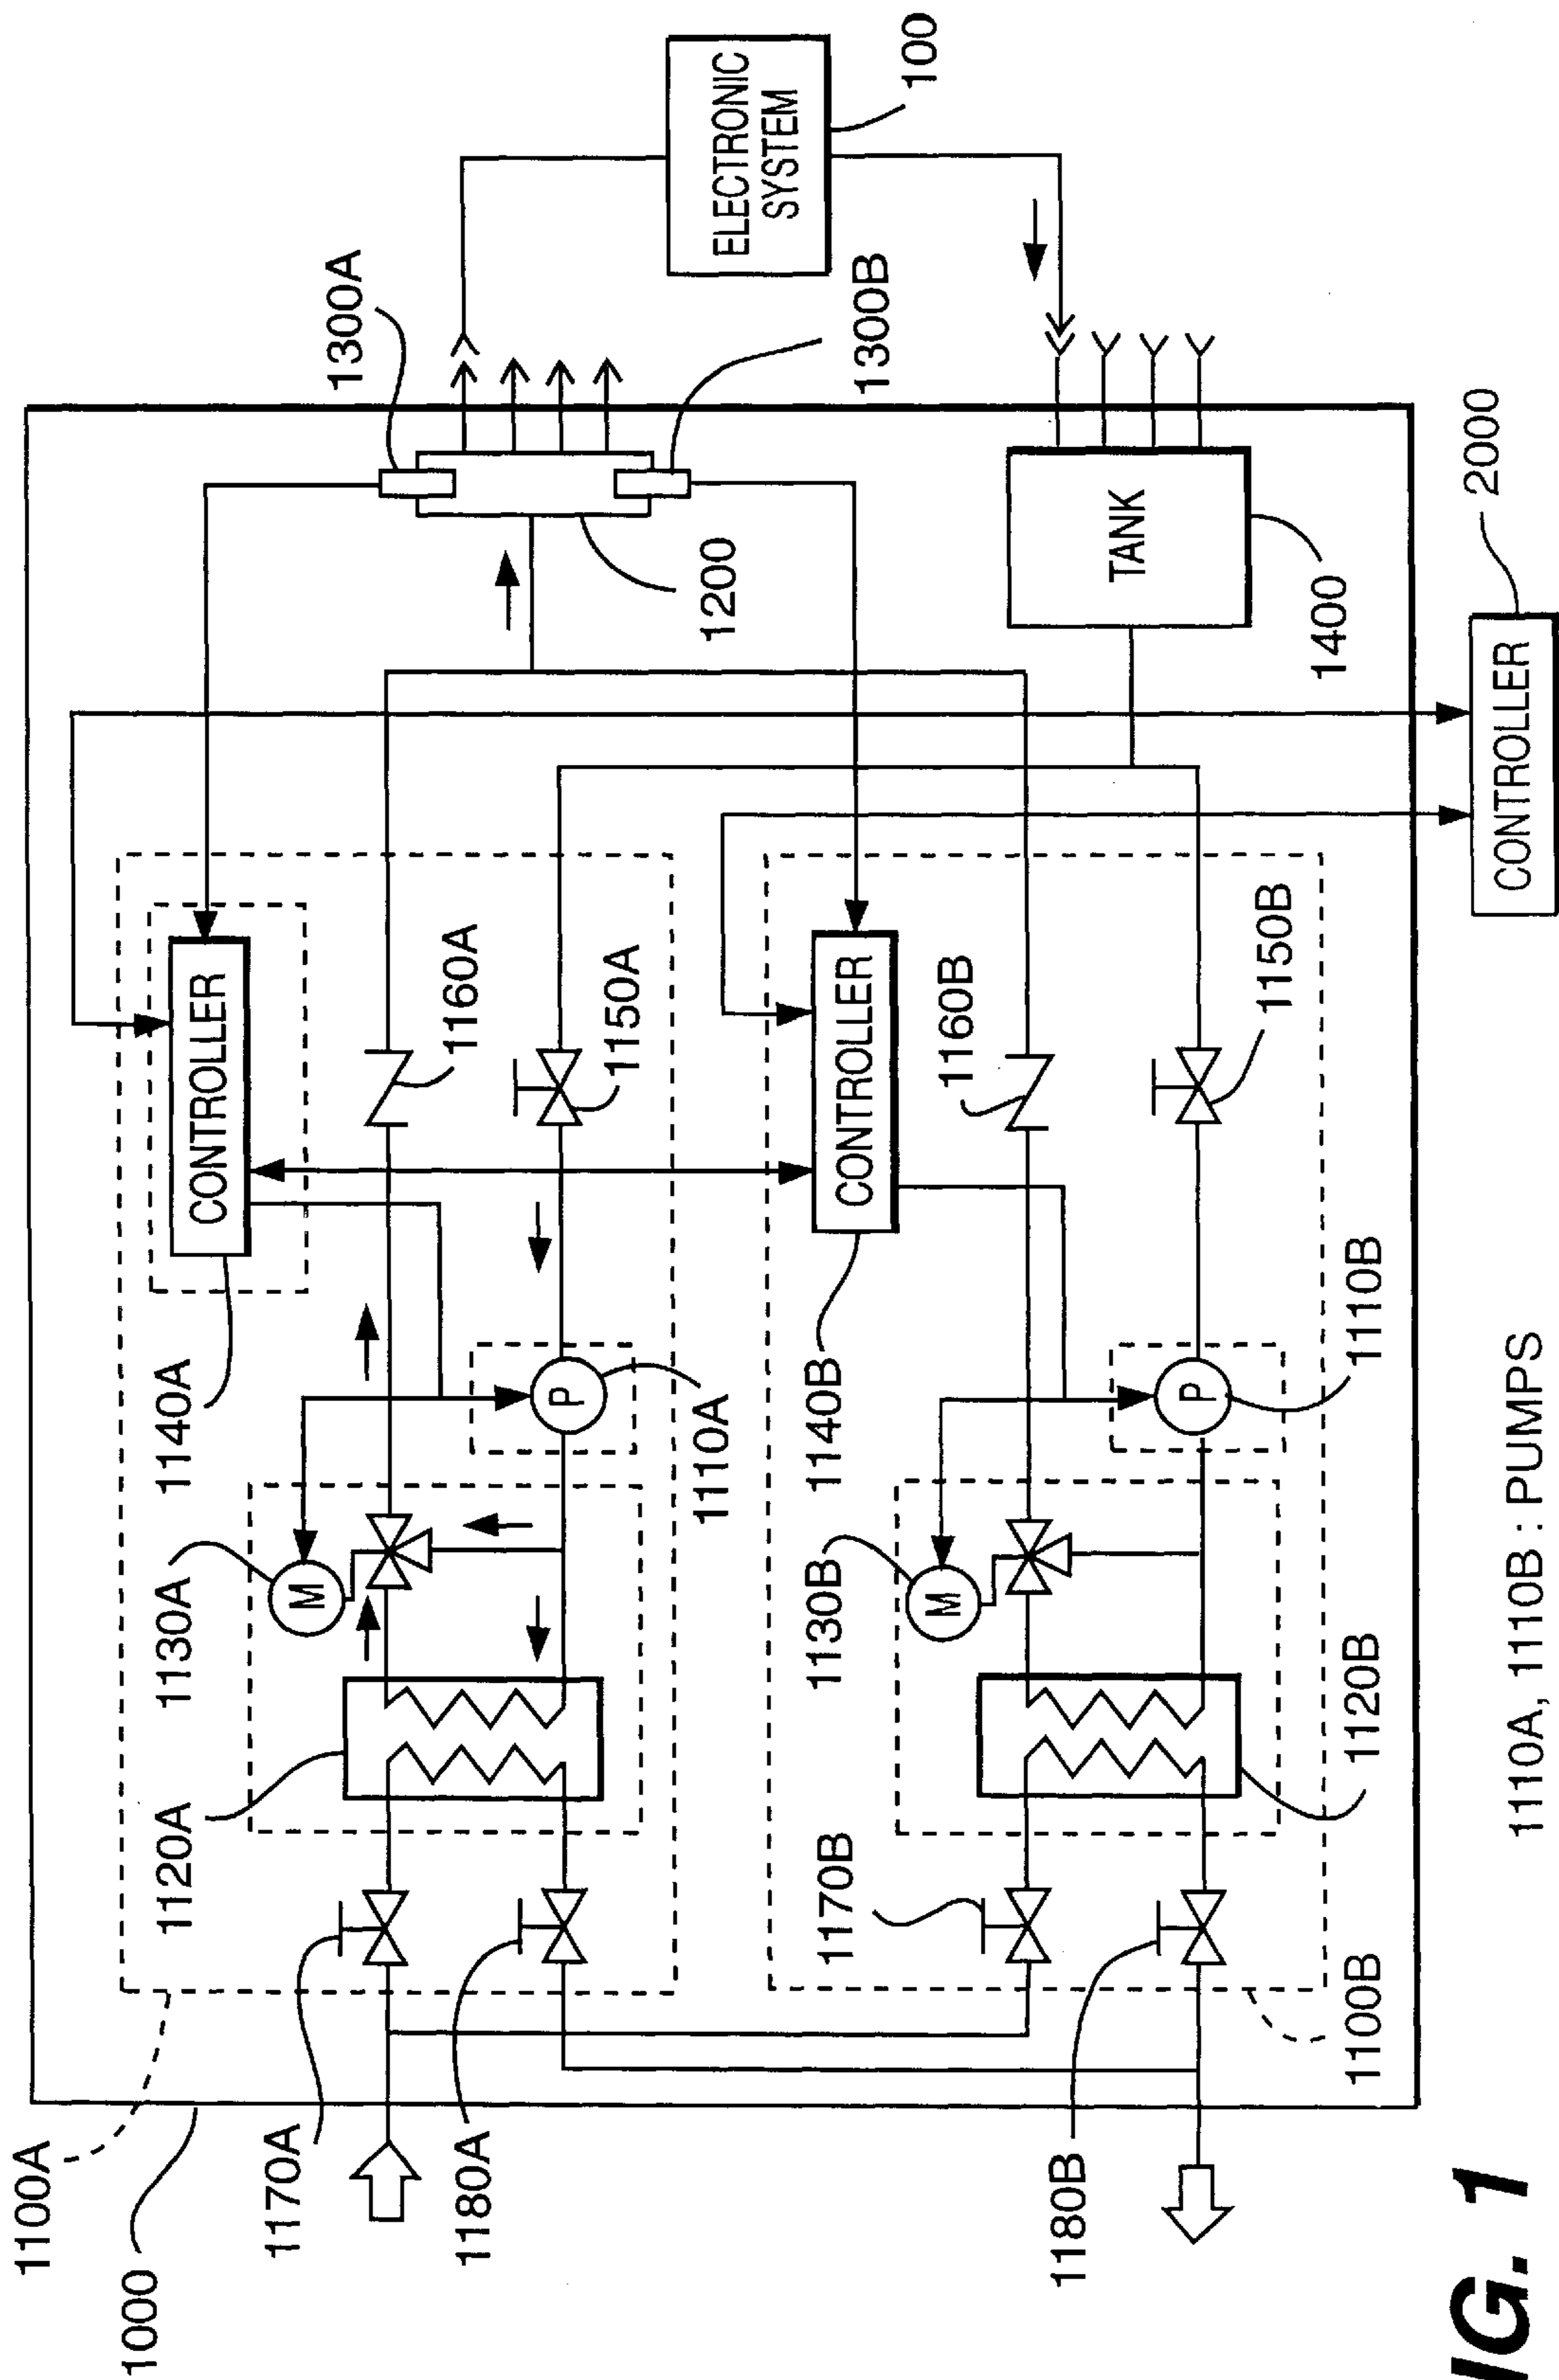 1100A
1000
1170A
1180A
1120A
1130A
M
1140A
CONTROLLER
1160A
1150A
P
1110A
1300A
1200
1300B
ELECTRONIC
SYSTEM
100
TANK
1400
CONTROLLER
2000
1170B
1180B
1100B
1130B
M
1120B
1140B
CONTROLLER
1160B
1150B
P
1110B
1110A, 1110B : PUMPS
IG. 1